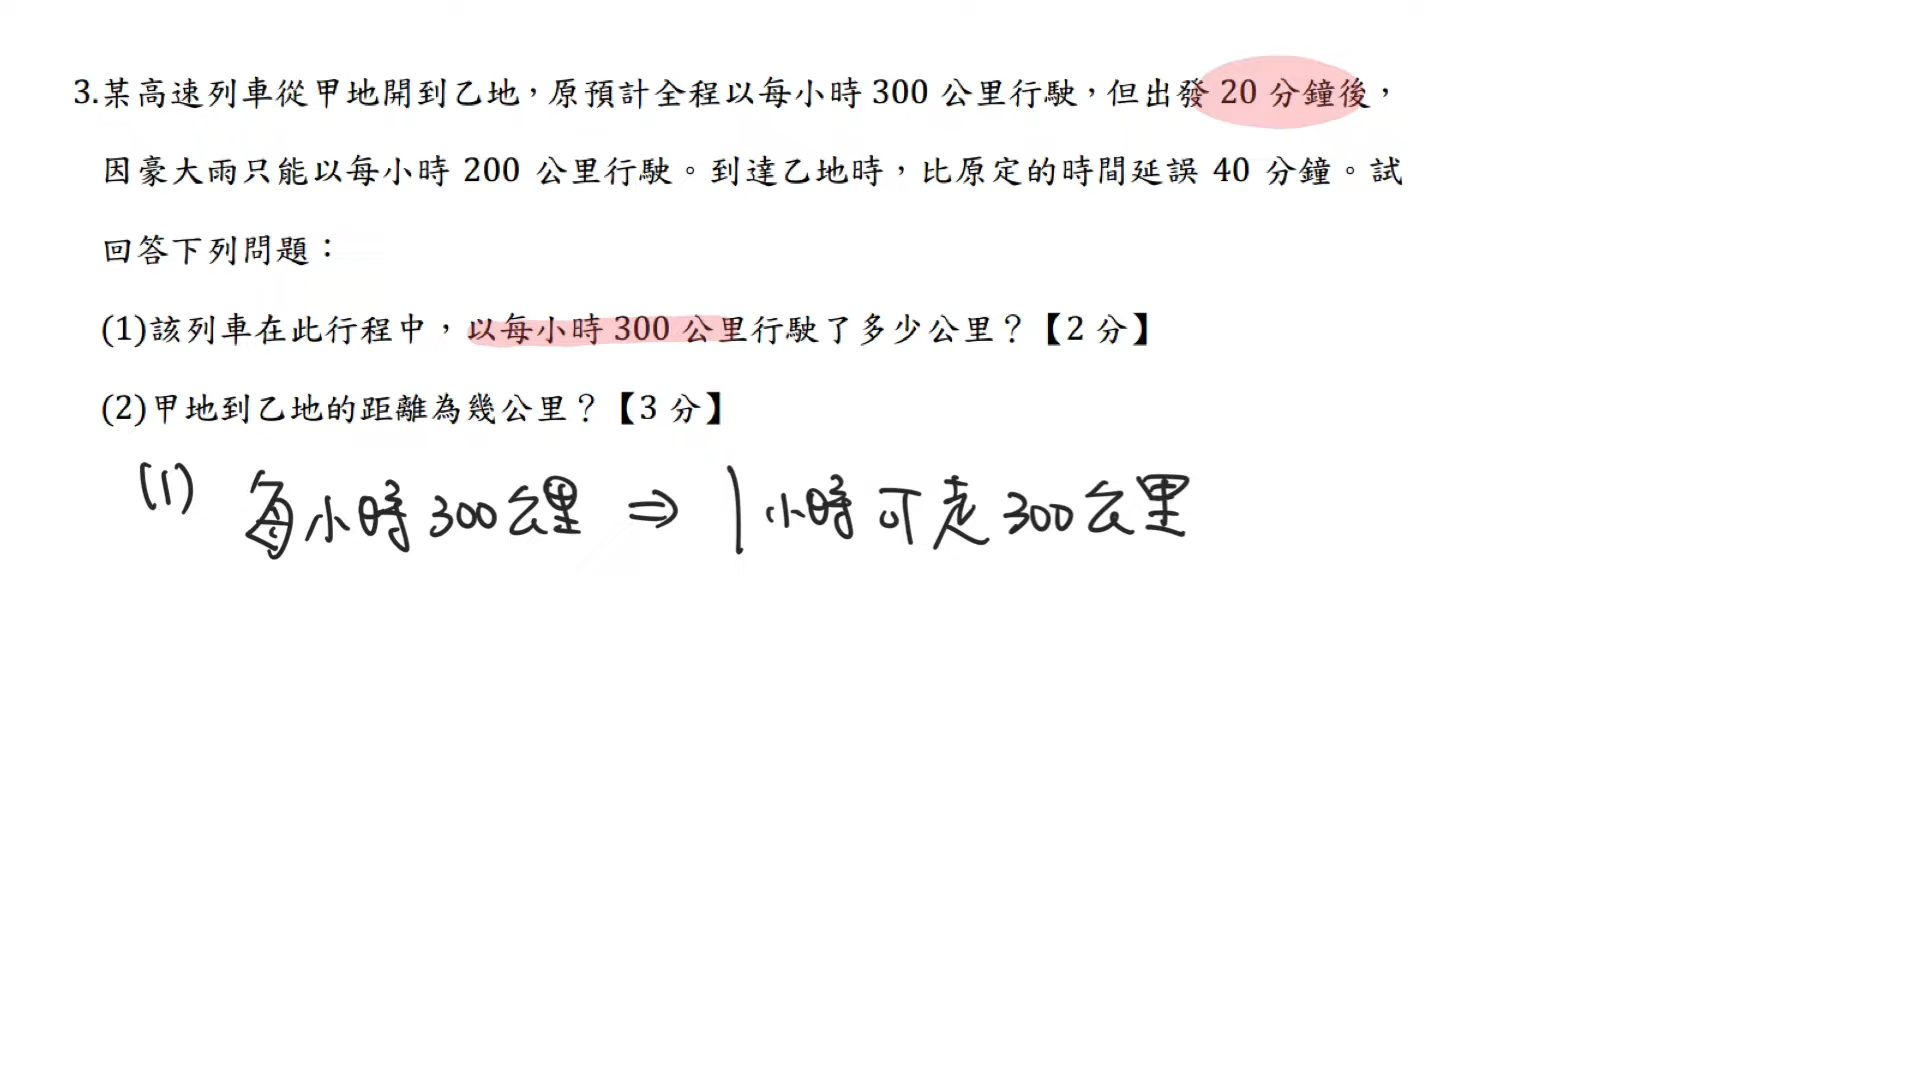 3.某高速列車從甲地開到乙地，原預計全程以每小時 300 公里行駛，但出發 20 分鐘後，
因豪大雨只能以每小時 200 公里行駛。到達乙地時，比原定的時間延誤 40 分鐘。試
回答下列問題：
(1)該列車在此行程中，以每小時 300 公里行駛了多少公里？【2 分】
(2)甲地到乙地的距離為幾公里？【3 分】
(1) 每小時300公里 ⇒ 1小時可走300公里